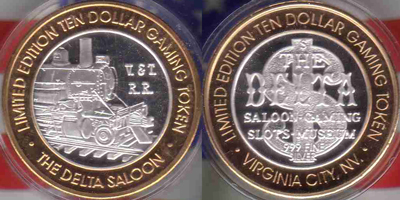 LIMITED EDITION TEN DOLLAR GAMING TOKEN
V.&T.
R.R.
• THE DELTA SALOON •
LIMITED EDITION TEN DOLLAR GAMING TOKEN
THE
DELTA
SALOON-GAMING
SLOTS-MUSEUM
.999 FINE
SILVER
• VIRGINIA CITY, NV. •